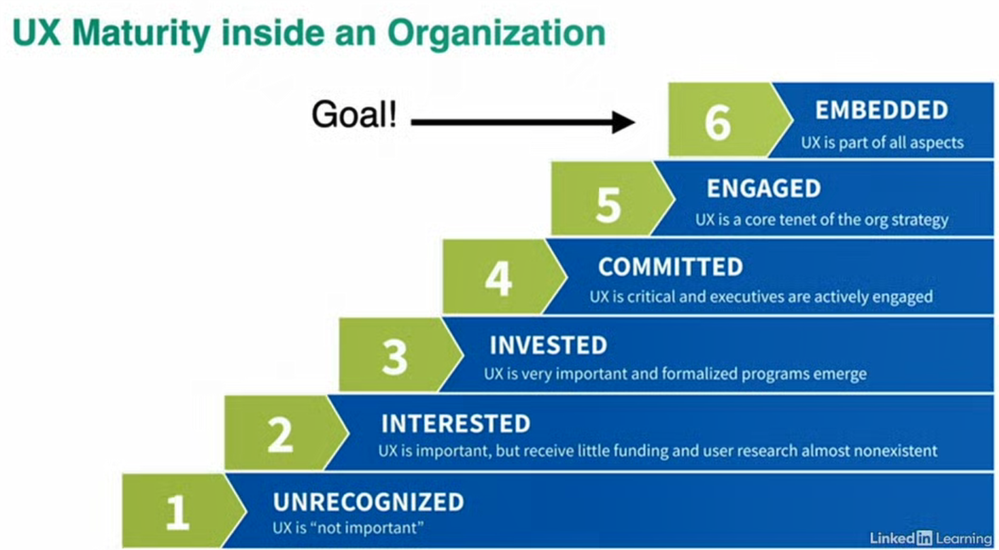 UX Maturity inside an Organization
Goal!
6
EMBEDDED
UX is part of all aspects
5
ENGAGED
UX is a core tenet of the org strategy
4
COMMITTED
UX is critical and executives are actively engaged
3
INVESTED
UX is very important and formalized programs emerge
2
INTERESTED
UX is important, but receive little funding and user research almost nonexistent
1
UNRECOGNIZED
UX is “not important”
Linked in Learning